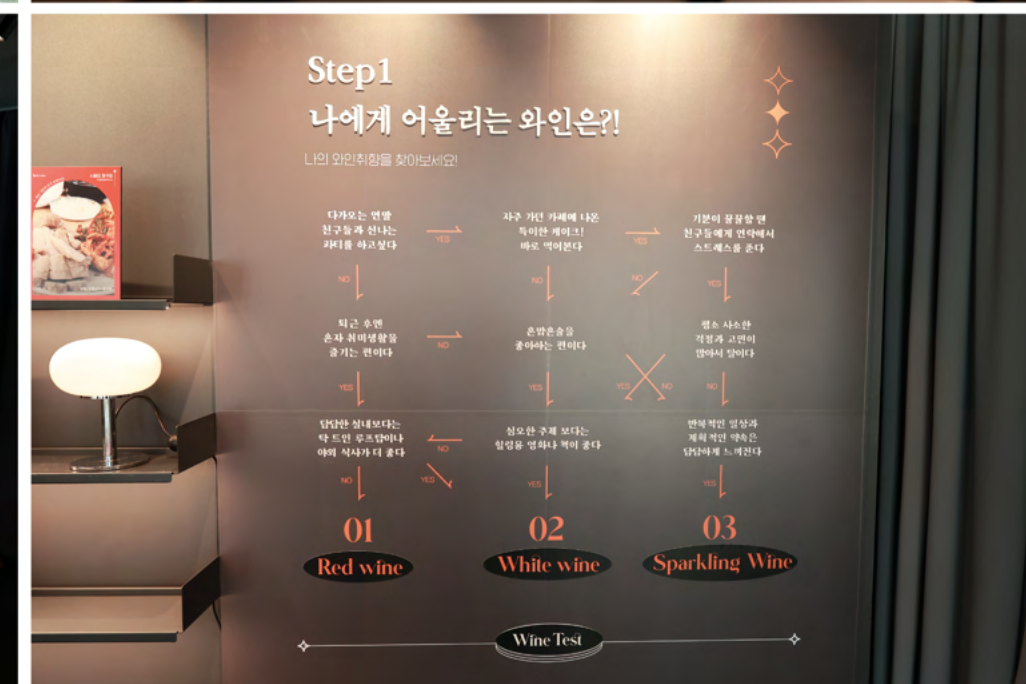 Step1
나에게 어울리는 와인은?!
나의 와인취향을 찾아보세요!
다가오는 연말
친구들과 신나는
파티를 하고싶다
YES
자주 가던 카페에 나온
특이한 케이크!
바로 먹어본다
YES
기분이 꿀꿀할 땐
친구들에게 연락해서
스트레스를 푼다
NO
NO
NO
YES
퇴근 후엔
혼자 취미생활을
즐기는 편이다
NO
혼밥혼술을
좋아하는 편이다
평소 사소한
걱정과 고민이
많아서 탈이다
YES
YES
YES
NO
NO
답답한 실내보다는
탁 트인 루프탑이나
야외 식사가 더 좋다
NO
심오한 주제 보다는
힐링용 영화나 책이 좋다
반복적인 일상과
계획적인 약속은
답답하게 느껴진다
NO
YES
YES
YES
01
Red wine
02
White wine
03
Sparkling Wine
Wine Test